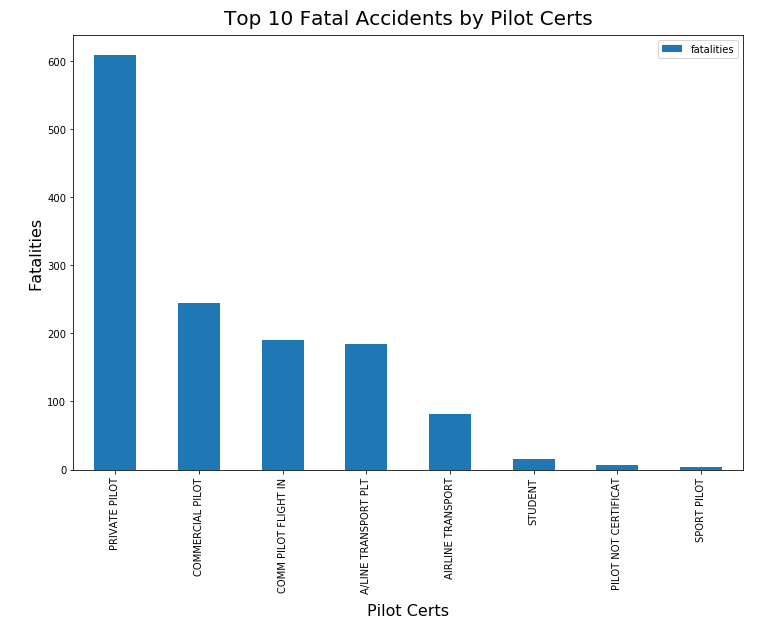 Top 10 Fatal Accidents by Pilot Certs
fatalities
Fatalities
600
500
400
300
200
100
0
PRIVATE PILOT
COMMERCIAL PILOT
COMM PILOT FLIGHT IN
A/LINE TRANSPORT PLT
AIRLINE TRANSPORT
STUDENT
PILOT NOT CERTIFICAT
SPORT PILOT
Pilot Certs